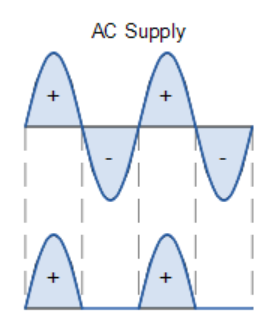 AC Supply
+ +
- -
+ +